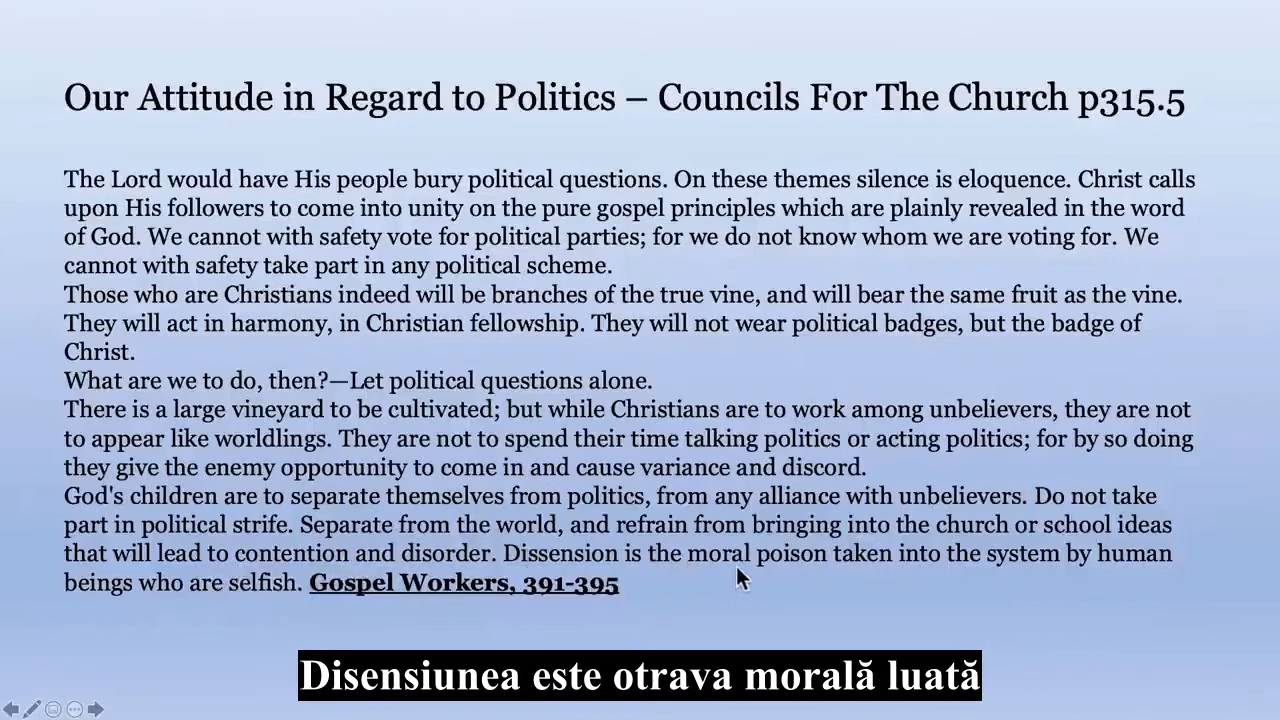 Our Attitude in Regard to Politics – Councils For The Church p315.5
The Lord would have His people bury political questions. On these themes silence is eloquence. Christ calls
upon His followers to come into unity on the pure gospel principles which are plainly revealed in the word
of God. We cannot with safety vote for political parties; for we do not know whom we are voting for. We
cannot with safety take part in any political scheme.
Those who are Christians indeed will be branches of the true vine, and will bear the same fruit as the vine.
They will act in harmony, in Christian fellowship. They will not wear political badges, but the badge of
Christ.
What are we to do, then?—Let political questions alone.
There is a large vineyard to be cultivated; but while Christians are to work among unbelievers, they are not
to appear like worldlings. They are not to spend their time talking politics or acting politics; for by so doing
they give the enemy opportunity to come in and cause variance and discord.
God's children are to separate themselves from politics, from any alliance with unbelievers. Do not take
part in political strife. Separate from the world, and refrain from bringing into the church or school ideas
that will lead to contention and disorder. Dissension is the moral poison taken into the system by human
beings who are selfish. Gospel Workers, 391-395
Disensiunea este otrava morală luată